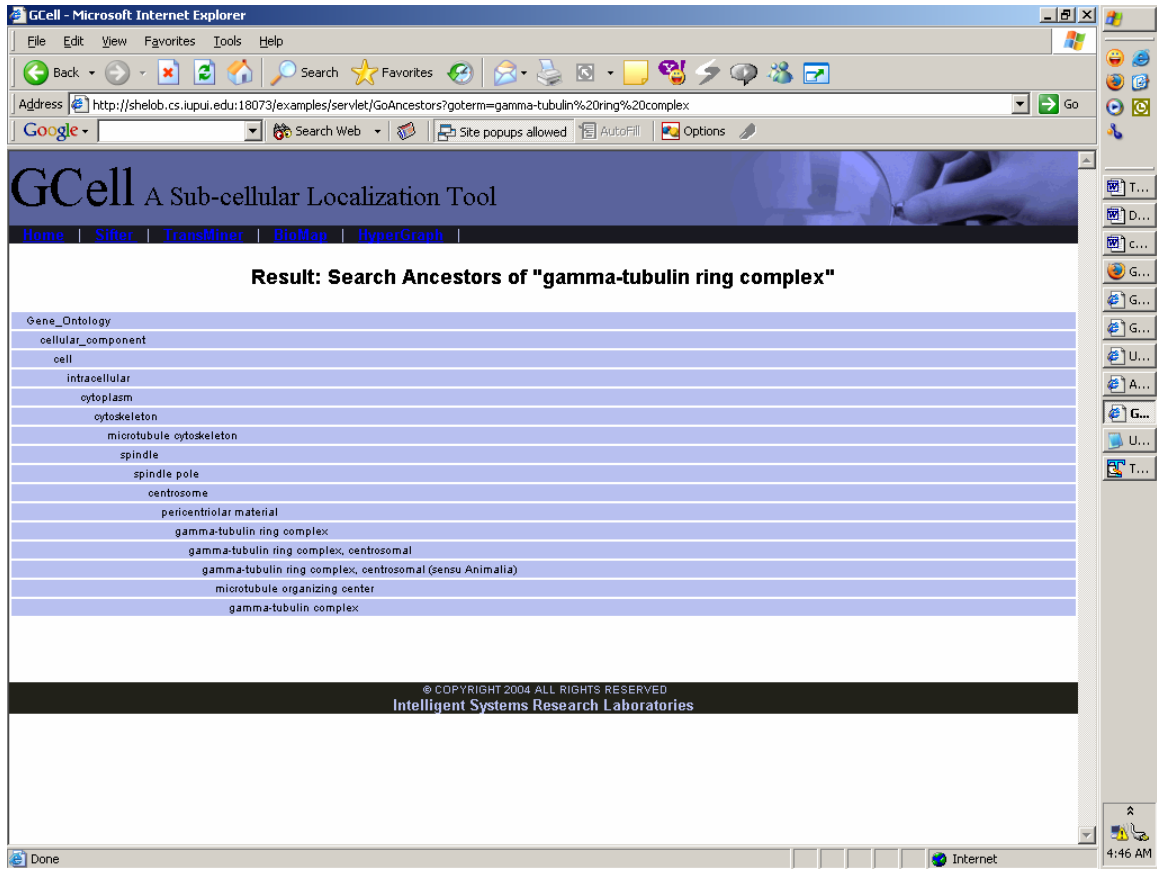 GCell - Microsoft Internet Explorer
File Edit View Favorites Tools Help
Back Search Favorites
Address http://shelob.cs.iupui.edu:18073/examples/servlet/GoAncestors?goterm=gamma-tubulin%20ring%20complex Go
Google Search Web Site popups allowed AutoFill Options
GCell A Sub-cellular Localization Tool
Home | Sifter | TransMiner | BioMap | HyperGraph |
Result: Search Ancestors of "gamma-tubulin ring complex"
Gene_Ontology
cellular_component
cell
intracellular
cytoplasm
cytoskeleton
microtubule cytoskeleton
spindle
spindle pole
centrosome
pericentriolar material
gamma-tubulin ring complex
gamma-tubulin ring complex, centrosomal
gamma-tubulin ring complex, centrosomal (sensu Animalia)
microtubule organizing center
gamma-tubulin complex
© COPYRIGHT 2004 ALL RIGHTS RESERVED
Intelligent Systems Research Laboratories
Done Internet
T...
D...
c...
G...
G...
G...
U...
A...
G...
U...
T...
4:46 AM